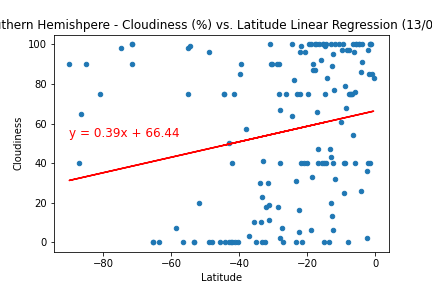 thern Hemishpere - Cloudiness (%) vs. Latitude Linear Regression (13/0
100
80
60
40
20
0
Cloudiness
y = 0.39x + 66.44
−80
−60
−40
−20
0
Latitude